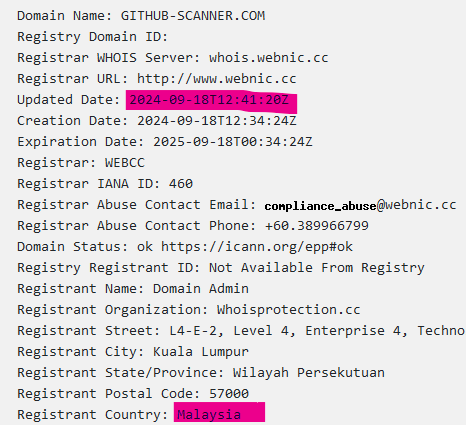 Domain Name: GITHUB-SCANNER.COM
Registry Domain ID:
Registrar WHOIS Server: whois.webnic.cc
Registrar URL: http://www.webnic.cc
Updated Date: 2024-09-18T12:41:20Z
Creation Date: 2024-09-18T12:34:24Z
Expiration Date: 2025-09-18T00:34:24Z
Registrar: WEBCC
Registrar IANA ID: 460
Registrar Abuse Contact Email: compliance_abuse@webnic.cc
Registrar Abuse Contact Phone: +60.389966799
Domain Status: ok https://icann.org/epp#ok
Registry Registrant ID: Not Available From Registry
Registrant Name: Domain Admin
Registrant Organization: Whoisprotection.cc
Registrant Street: L4-E-2, Level 4, Enterprise 4, Techno
Registrant City: Kuala Lumpur
Registrant State/Province: Wilayah Persekutuan
Registrant Postal Code: 57000
Registrant Country: Malaysia